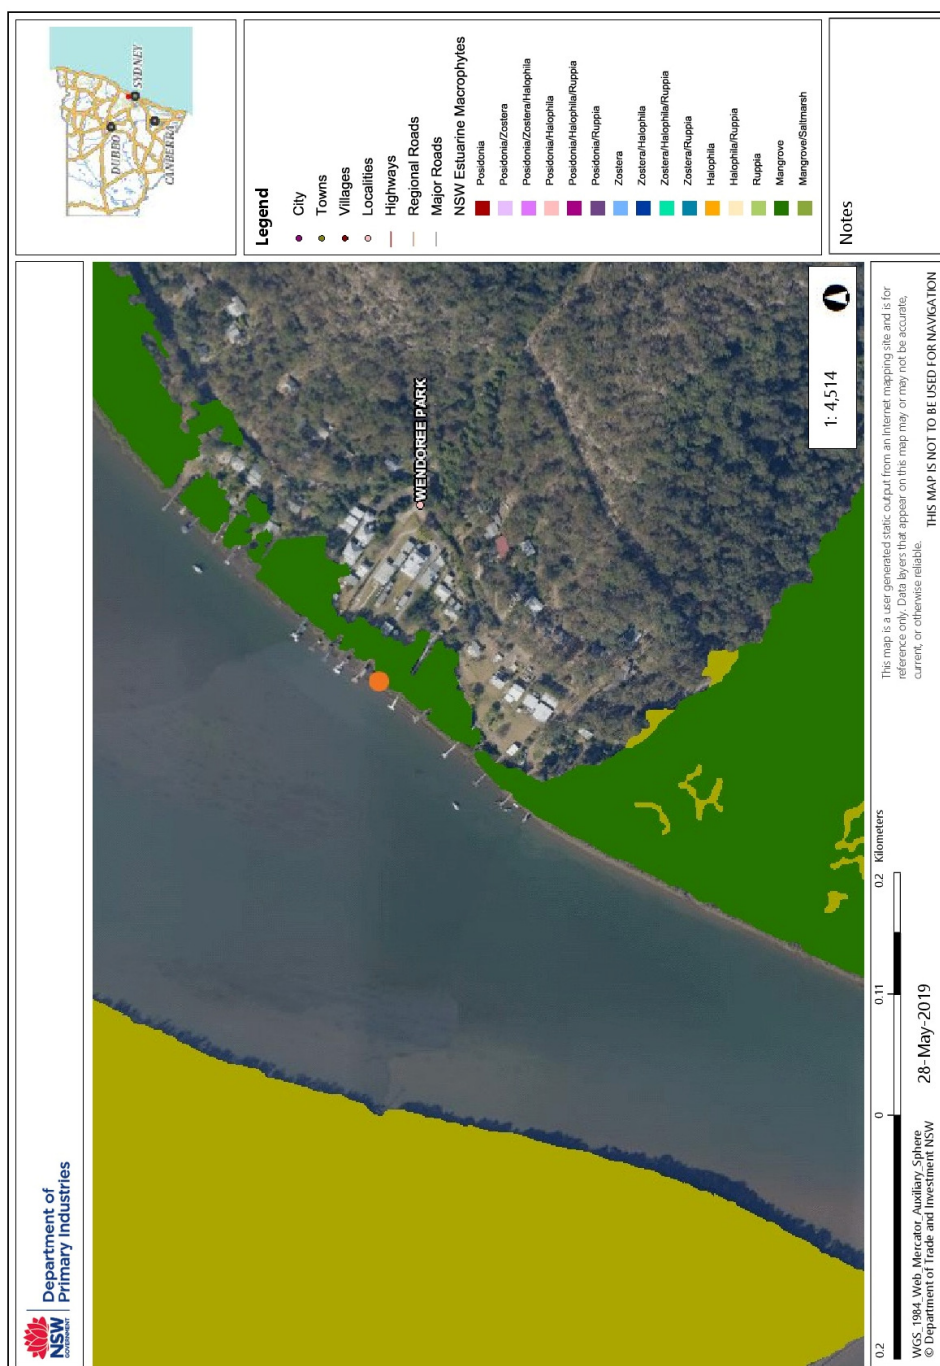 NSW
GOVERNMENT
Department of
Primary Industries
DUBBO
SYDNEY
CANBERRA
Legend
City
Towns
Villages
Localities
Highways
Regional Roads
Major Roads
NSW Estuarine Macrophytes
Posidonia
Posidonia/Zostera
Posidonia/Zostera/Halophila
Posidonia/Halophila
Posidonia/Halophila/Ruppia
Posidonia/Ruppia
Zostera
Zostera/Halophila
Zostera/Halophila/Ruppia
Zostera/Ruppia
Halophila
Halophila/Ruppia
Ruppia
Mangrove
Mangrove/Saltmarsh
WENDOREE PARK
1: 4,514
Notes
0.2
0
0.11
0.2
Kilometers
WGS_1984_Web_Mercator_Auxiliary_Sphere
© Department of Trade and Investment NSW
28-May-2019
This map is a user generated static output from an Internet mapping site and is for
reference only. Data layers that appear on this map may or may not be accurate,
current, or otherwise reliable.
THIS MAP IS NOT TO BE USED FOR NAVIGATION